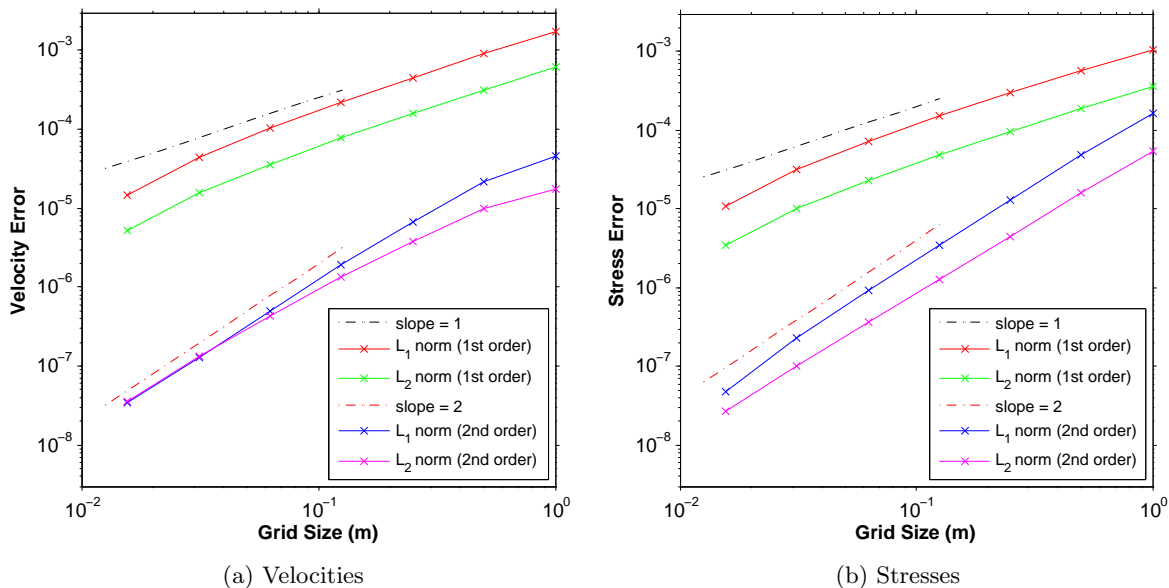 10⁻³
10⁻⁴
10⁻⁵
10⁻⁶
10⁻⁷
10⁻⁸
Velocity Error
slope = 1
L₁ norm (1st order)
L₂ norm (1st order)
slope = 2
L₁ norm (2nd order)
L₂ norm (2nd order)
10⁻²
10⁻¹
10⁰
Grid Size (m)
(a) Velocities
10⁻³
10⁻⁴
10⁻⁵
10⁻⁶
10⁻⁷
10⁻⁸
Stress Error
slope = 1
L₁ norm (1st order)
L₂ norm (1st order)
slope = 2
L₁ norm (2nd order)
L₂ norm (2nd order)
10⁻²
10⁻¹
10⁰
Grid Size (m)
(b) Stresses